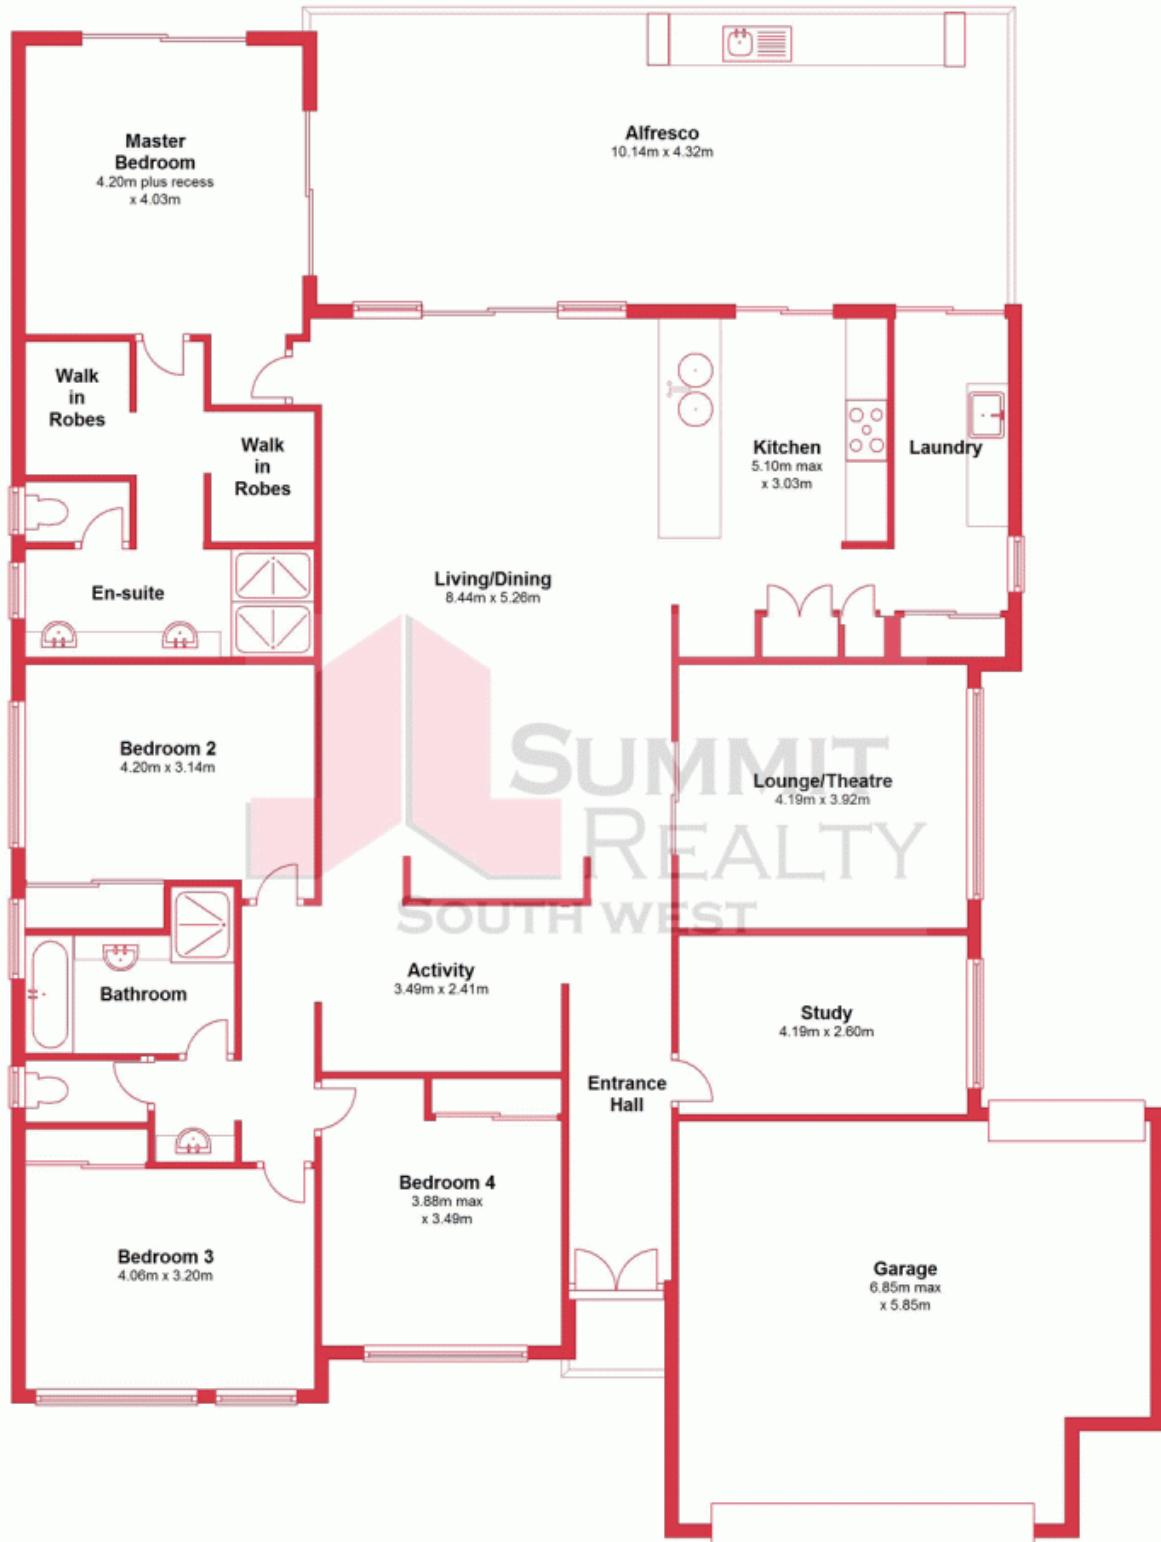 Alfresco
10.14m x 4.32m
Master
Bedroom
4.20m plus recess
x 4.03m
Walk
in
Robes
Walk
in
Robes
Kitchen
5.10m max
x 3.03m
Laundry
En-suite
Living/Dining
8.44m x 5.26m
Bedroom 2
4.20m x 3.14m
Lounge/Theatre
4.19m x 3.92m
SUMMIT
REALTY
SOUTH WEST
Activity
3.49m x 2.41m
Bathroom
Study
4.19m x 2.60m
Entrance
Hall
Bedroom 4
3.88m max
x 3.49m
Bedroom 3
4.06m x 3.20m
Garage
6.85m max
x 5.85m